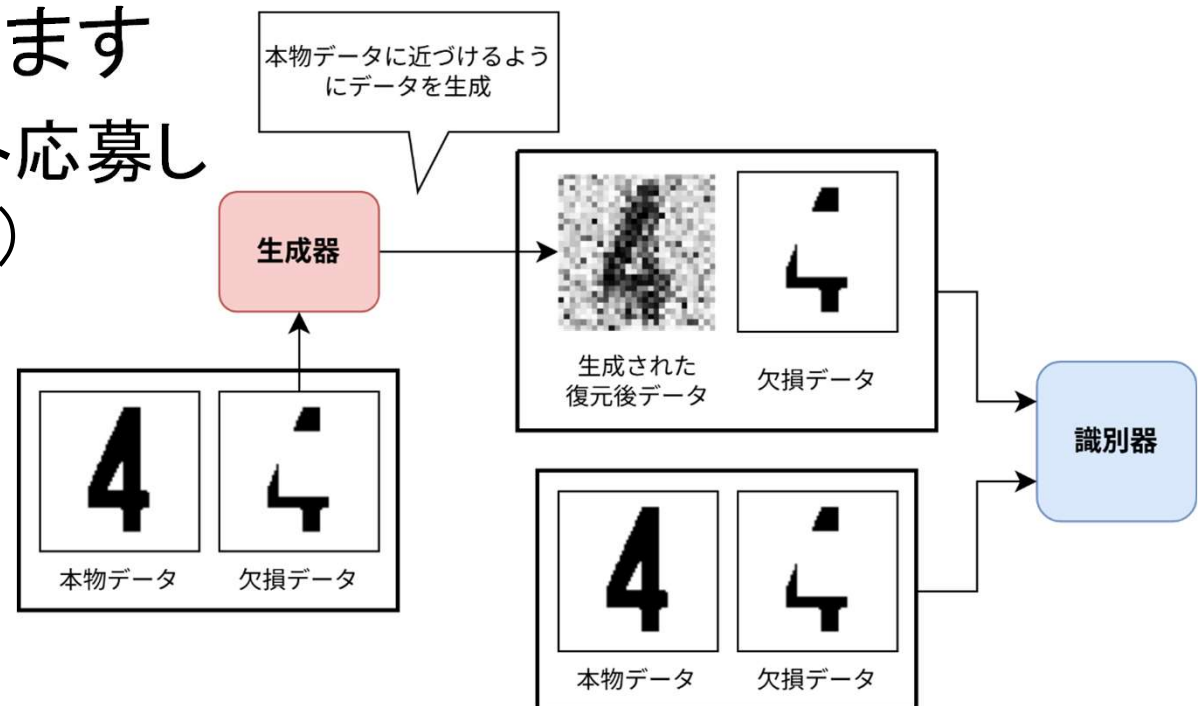 ます
ト応募し
)
本物データに近づけるよう
にデータを生成
生成器
生成された
復元後データ
欠損データ
識別器
本物データ
欠損データ
本物データ
欠損データ